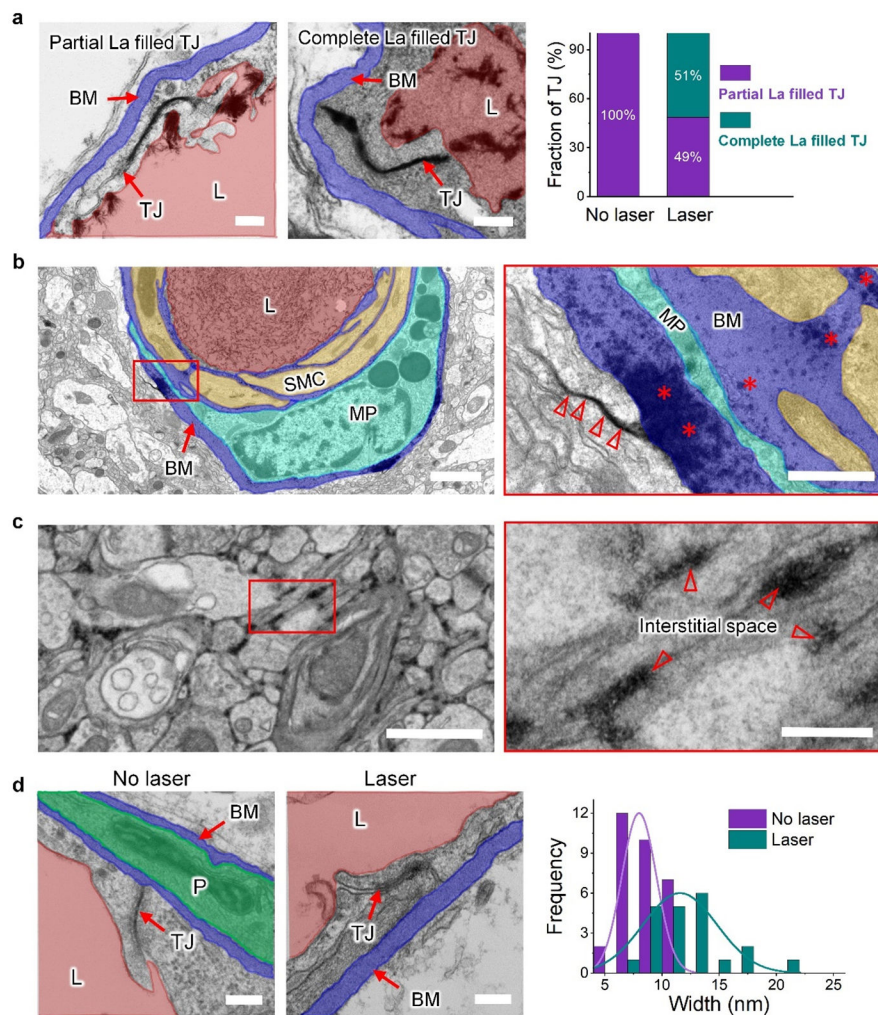 a
Partial La filled TJ
BM
TJ
L
Complete La filled TJ
BM
L
TJ
Fraction of TJ (%)
90
60
30
0
100%
51%
49%
No laser
Laser
Partial La filled TJ
Complete La filled TJ
b
L
SMC
MP
BM
MP
BM
*
*
*
*
*
c
Interstitial space
d
No laser
BM
P
TJ
L
Laser
L
TJ
BM
Frequency
12
9
6
3
0
5
10
15
20
25
Width (nm)
No laser
Laser